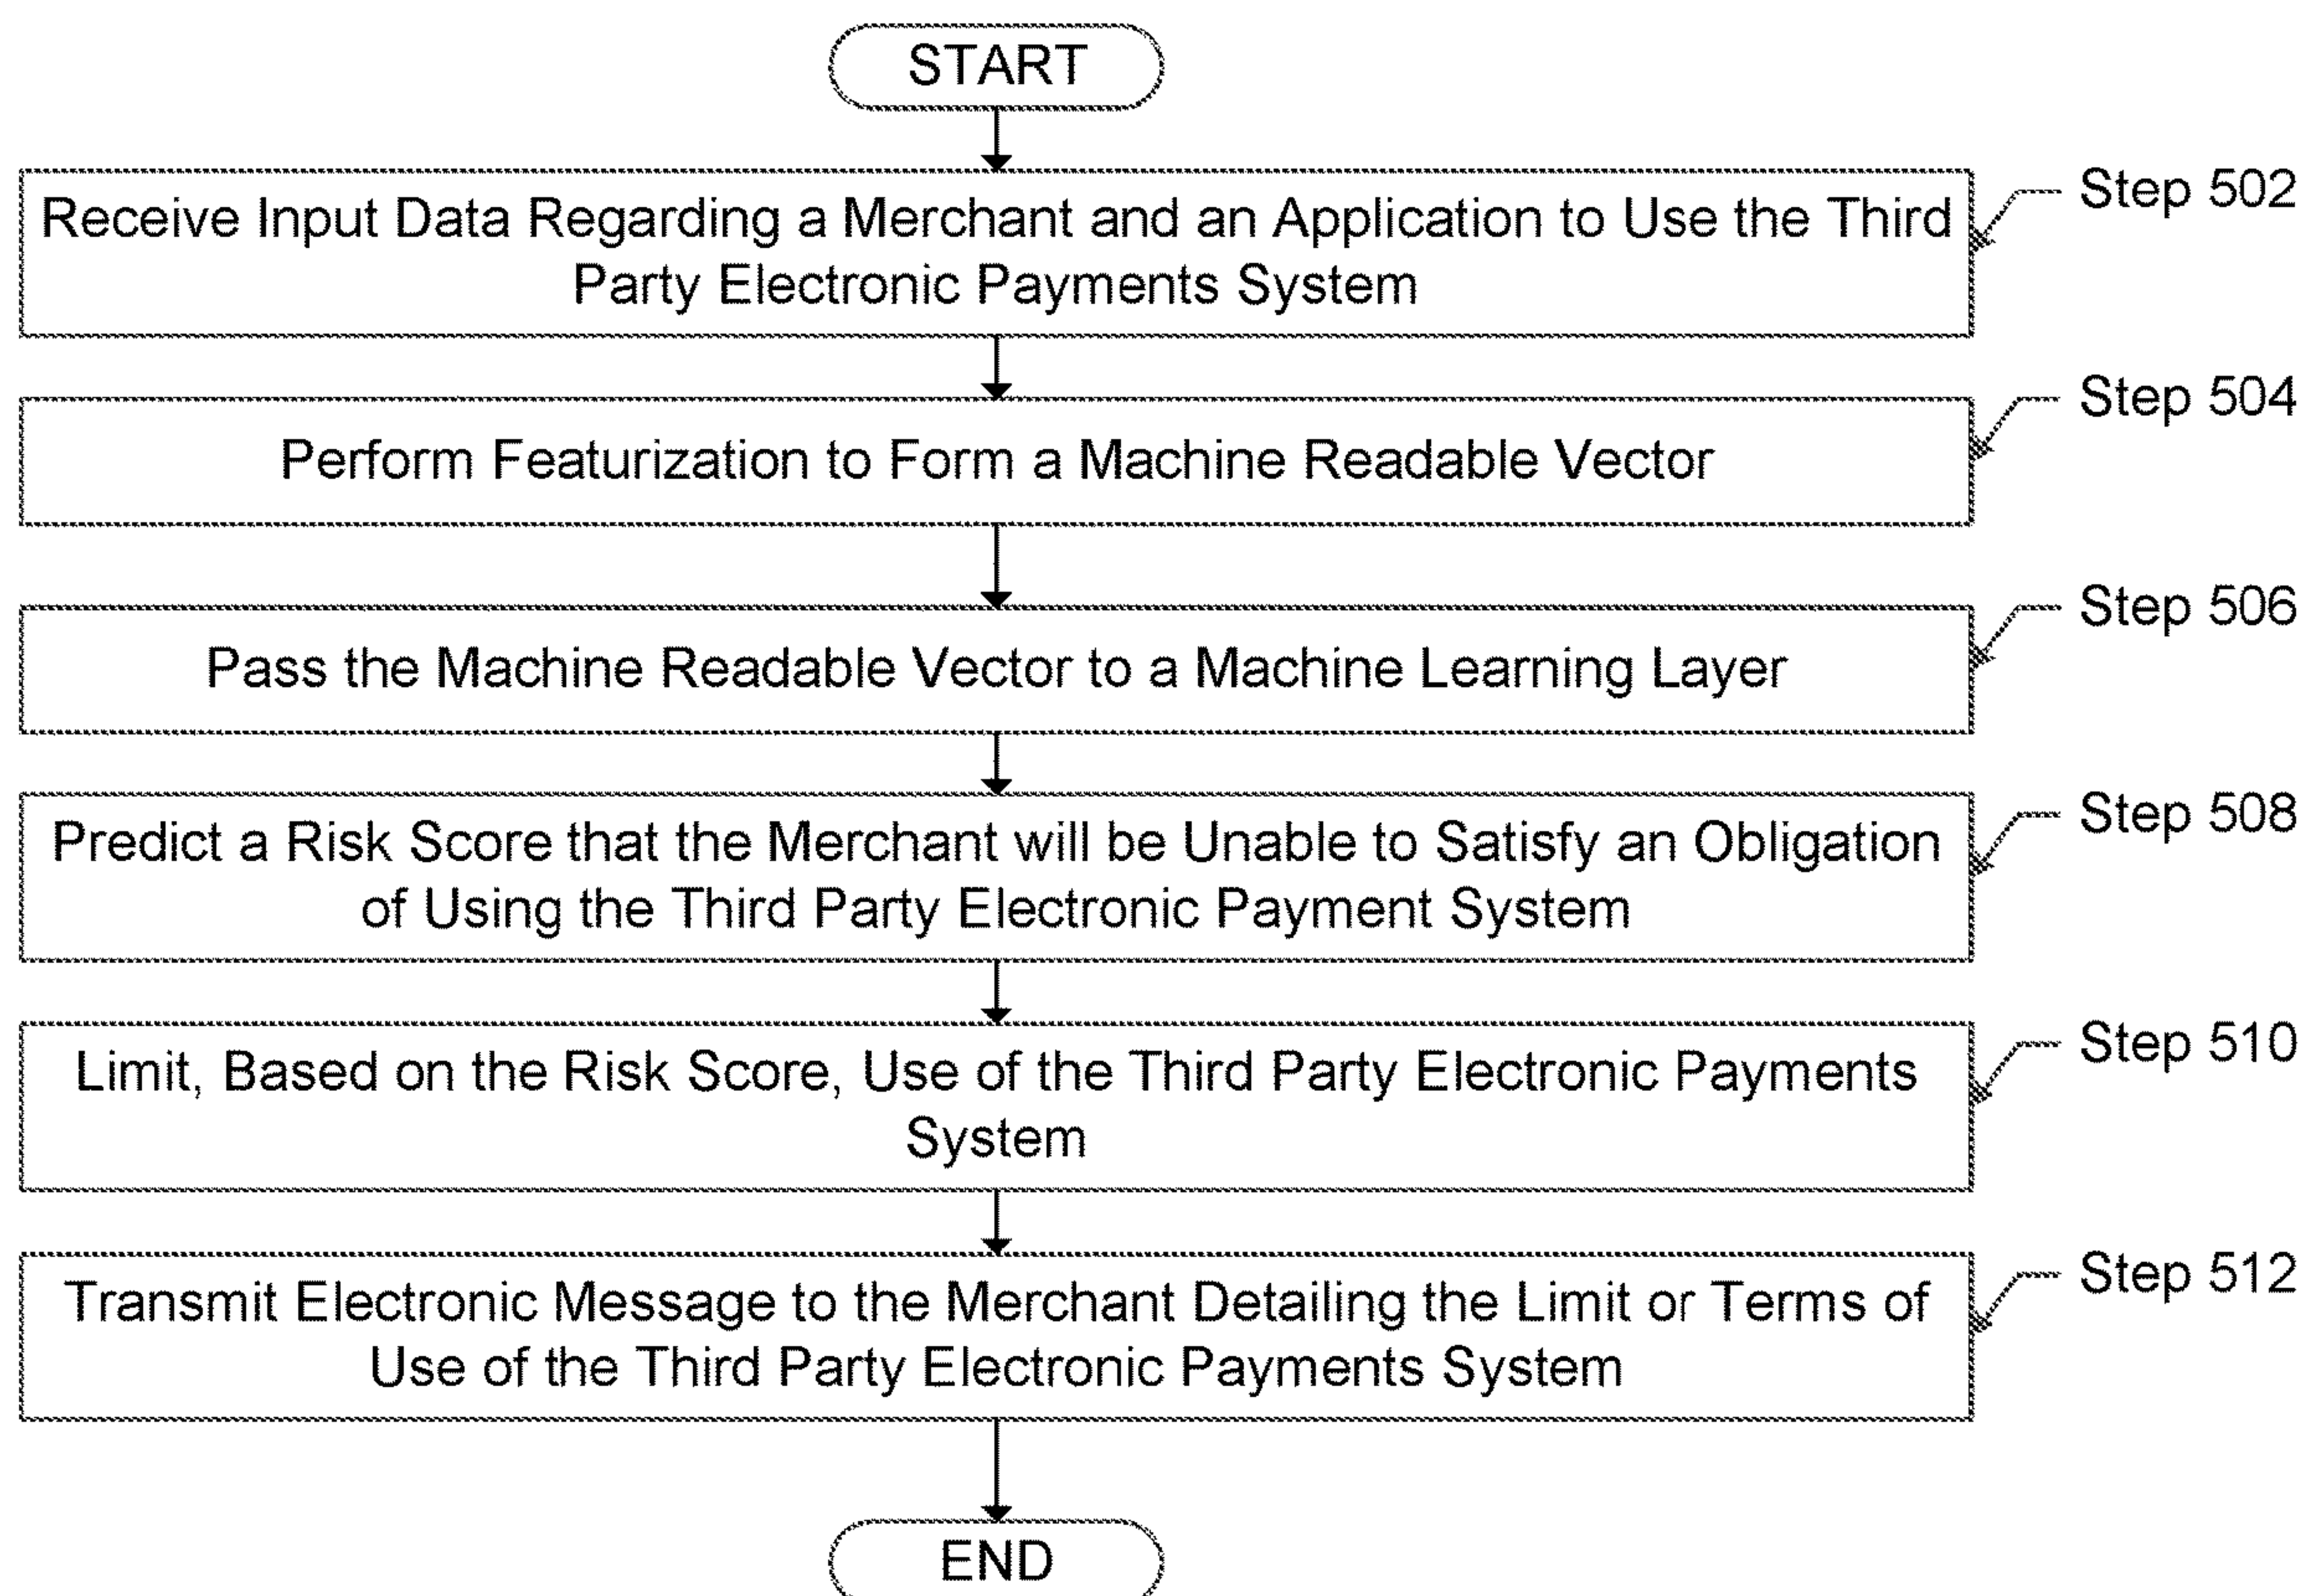 START
Receive Input Data Regarding a Merchant and an Application to Use the Third
Party Electronic Payments System
Step 502
Perform Featurization to Form a Machine Readable Vector
Step 504
Pass the Machine Readable Vector to a Machine Learning Layer
Step 506
Predict a Risk Score that the Merchant will be Unable to Satisfy an Obligation
of Using the Third Party Electronic Payment System
Step 508
Limit, Based on the Risk Score, Use of the Third Party Electronic Payments
System
Step 510
Transmit Electronic Message to the Merchant Detailing the Limit or Terms of
Use of the Third Party Electronic Payments System
Step 512
END